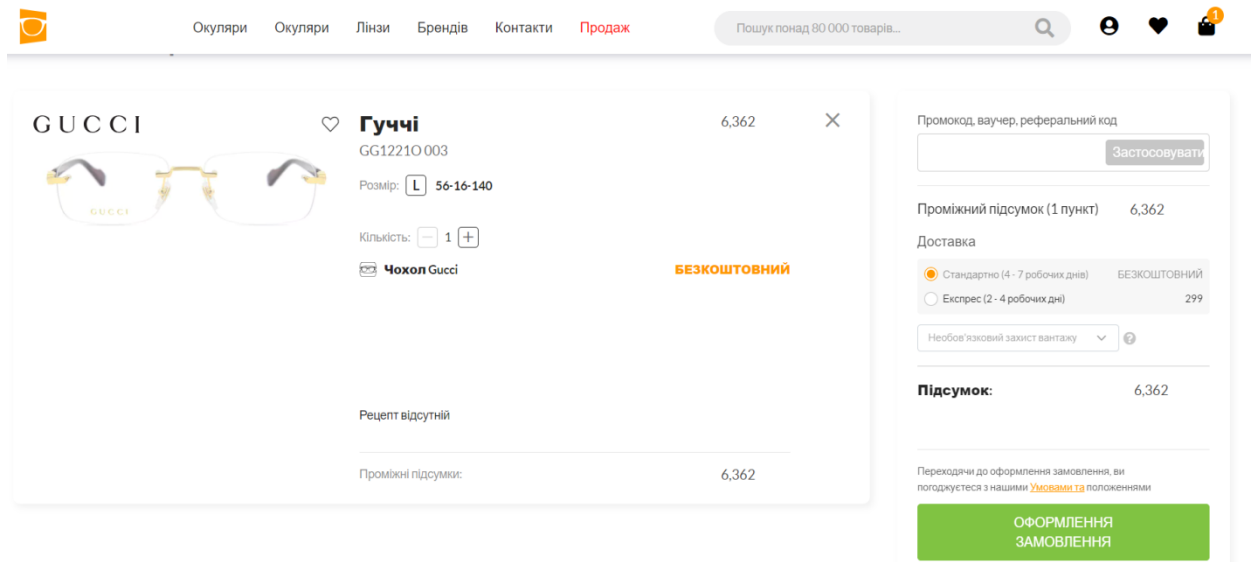 Окуляри Окуляри Лінзи Брендів Контакти Продаж Пошук понад 80 000 товарів... 1
GUCCI
GUCCI
Гуччі 6,362
GG1221O 003
Розмір: L 56-16-140
Кількість: 1
Чохол Gucci БЕЗКОШТОВНИЙ
Рецепт відсутній
Проміжні підсумки: 6,362
Промокод, ваучер, реферальний код
Застосовувати
Проміжний підсумок (1 пункт) 6,362
Доставка
Стандартно (4 - 7 робочих днів) БЕЗКОШТОВНИЙ
Експрес (2 - 4 робочих дні) 299
Необов'язковий захист вантажу
Підсумок: 6,362
Переходячи до оформлення замовлення, ви
погоджуєтеся з нашими Умовами та положеннями
ОФОРМЛЕННЯ
ЗАМОВЛЕННЯ